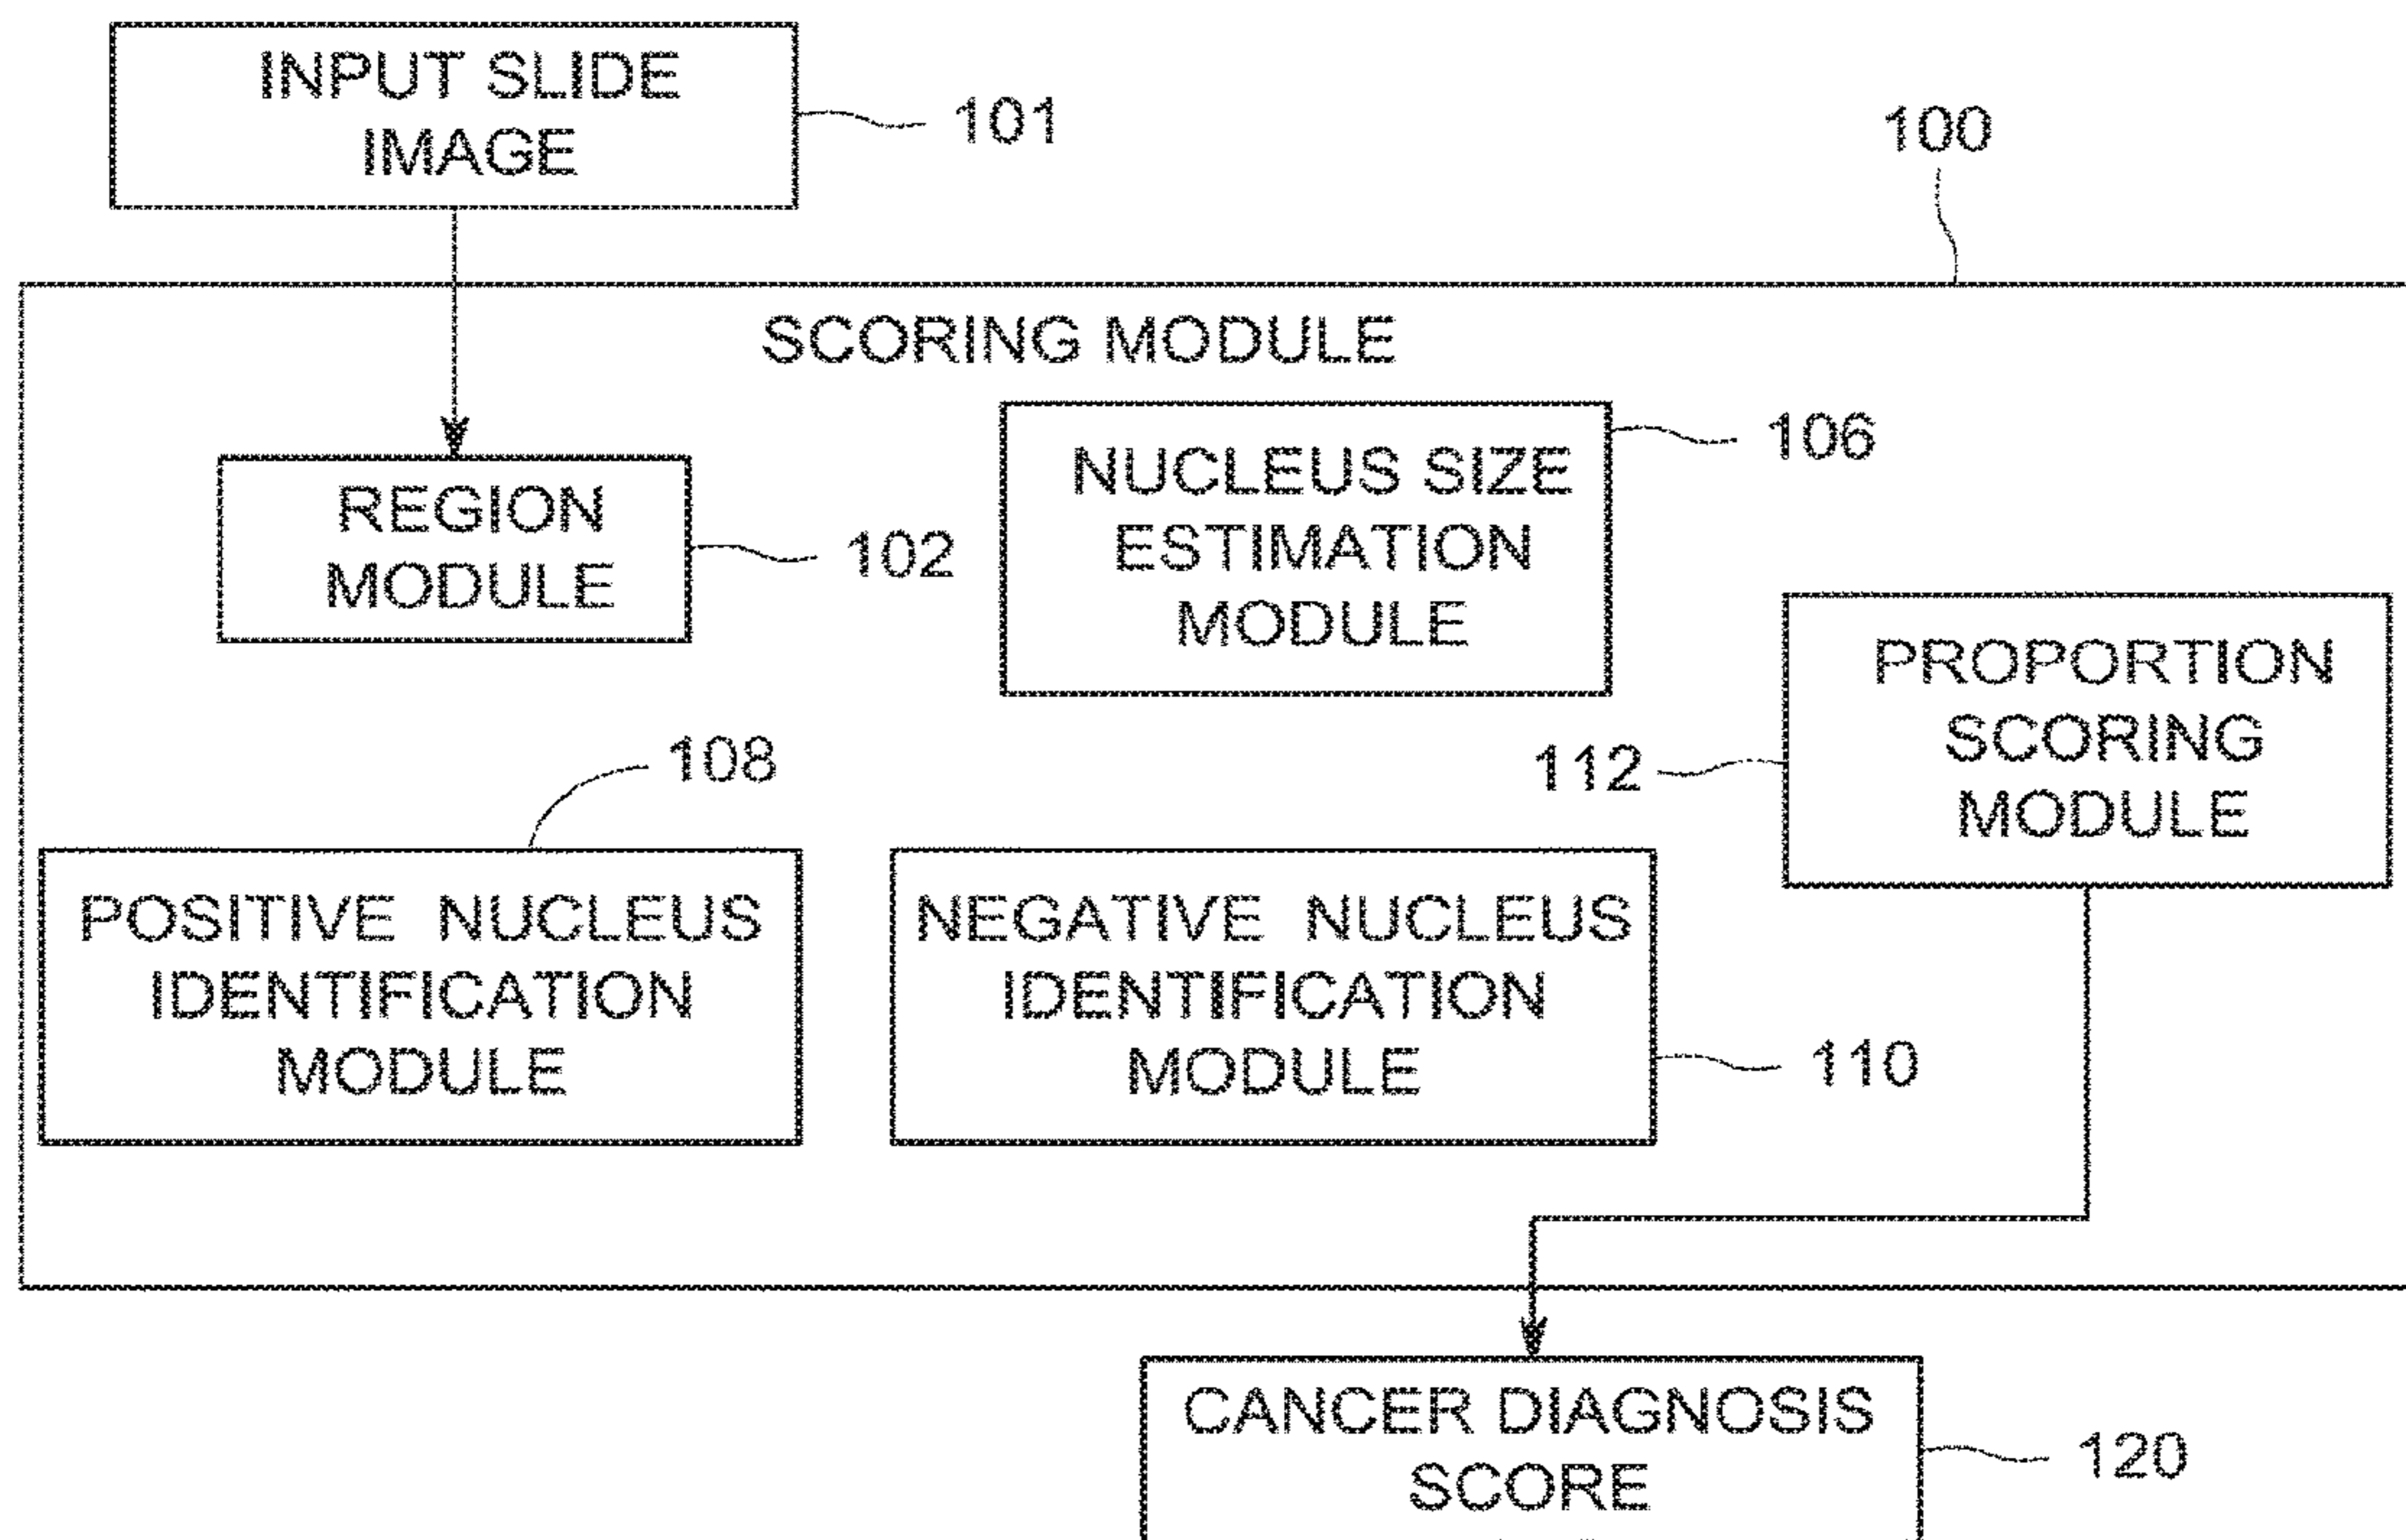 INPUT SLIDE
IMAGE
101
100
SCORING MODULE
REGION
MODULE
102
NUCLEUS SIZE
ESTIMATION
MODULE
106
PROPORTION
SCORING
MODULE
112
108
POSITIVE NUCLEUS
IDENTIFICATION
MODULE
NEGATIVE NUCLEUS
IDENTIFICATION
MODULE
110
CANCER DIAGNOSIS
SCORE
120